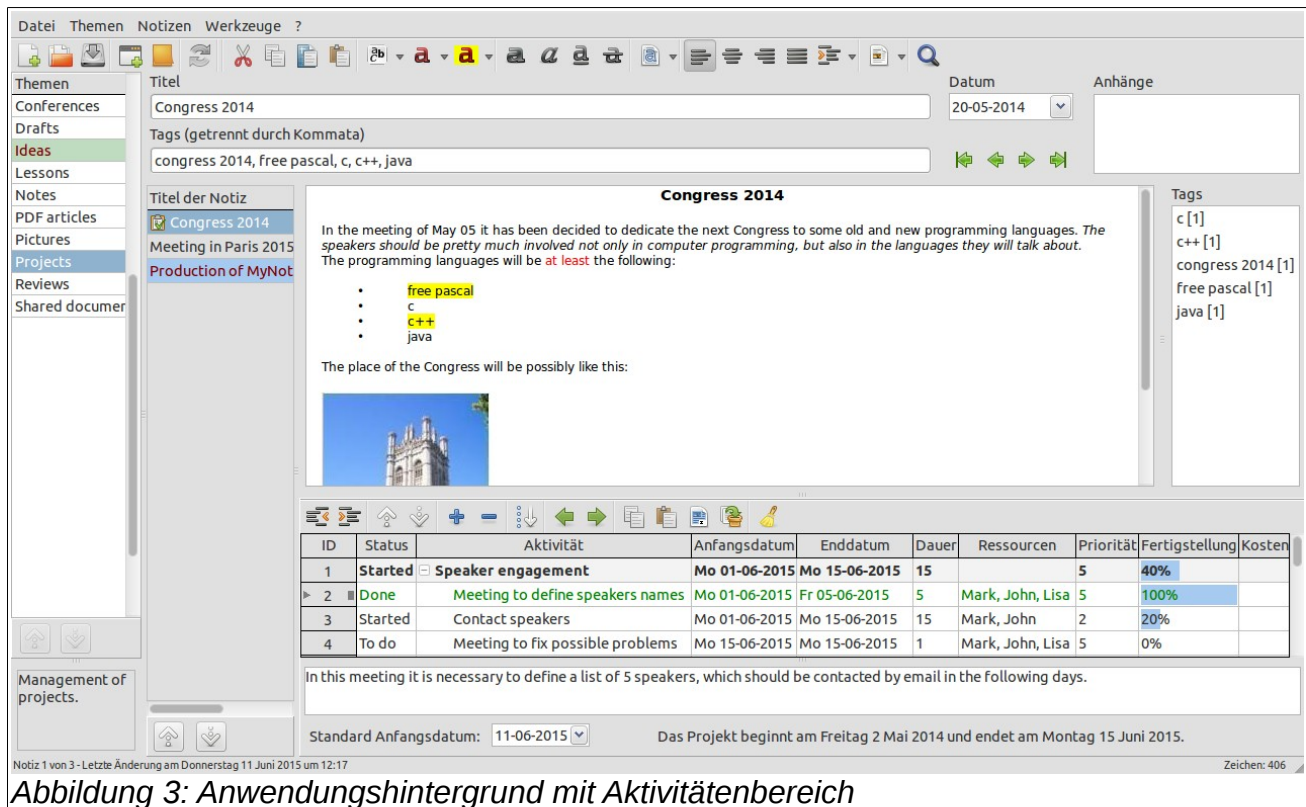 Datei Themen Notizen Werkzeuge ?
Themen
Conferences
Drafts
Ideas
Lessons
Notes
PDF articles
Pictures
Projects
Reviews
Shared documer
Management of
projects.
Titel
Congress 2014
Tags (getrennt durch Kommata)
congress 2014, free pascal, c, c++, java
Datum
20-05-2014
Anhänge
Titel der Notiz
Congress 2014
Meeting in Paris 2015
Production of MyNot
Congress 2014
In the meeting of May 05 it has been decided to dedicate the next Congress to some old and new programming languages. The
speakers should be pretty much involved not only in computer programming, but also in the languages they will talk about.
The programming languages will be at least the following:
• free pascal
• c
• c++
• java
The place of the Congress will be possibly like this:
Tags
c [1]
c++ [1]
congress 2014 [1]
free pascal [1]
java [1]
ID Status Aktivität Anfangsdatum Enddatum Dauer Ressourcen Priorität Fertigstellung Kosten
1 Started Speaker engagement Mo 01-06-2015 Mo 15-06-2015 15 5 40%
2 Done Meeting to define speakers names Mo 01-06-2015 Fr 05-06-2015 5 Mark, John, Lisa 5 100%
3 Started Contact speakers Mo 01-06-2015 Mo 15-06-2015 15 Mark, John 2 20%
4 To do Meeting to fix possible problems Mo 15-06-2015 Mo 15-06-2015 1 Mark, John, Lisa 5 0%
In this meeting it is necessary to define a list of 5 speakers, which should be contacted by email in the following days.
Standard Anfangsdatum: 11-06-2015 Das Projekt beginnt am Freitag 2 Mai 2014 und endet am Montag 15 Juni 2015.
Notiz 1 von 3 - Letzte Änderung am Donnerstag 11 Juni 2015 um 12:17 Zeichen: 406
Abbildung 3: Anwendungshintergrund mit Aktivitätenbereich